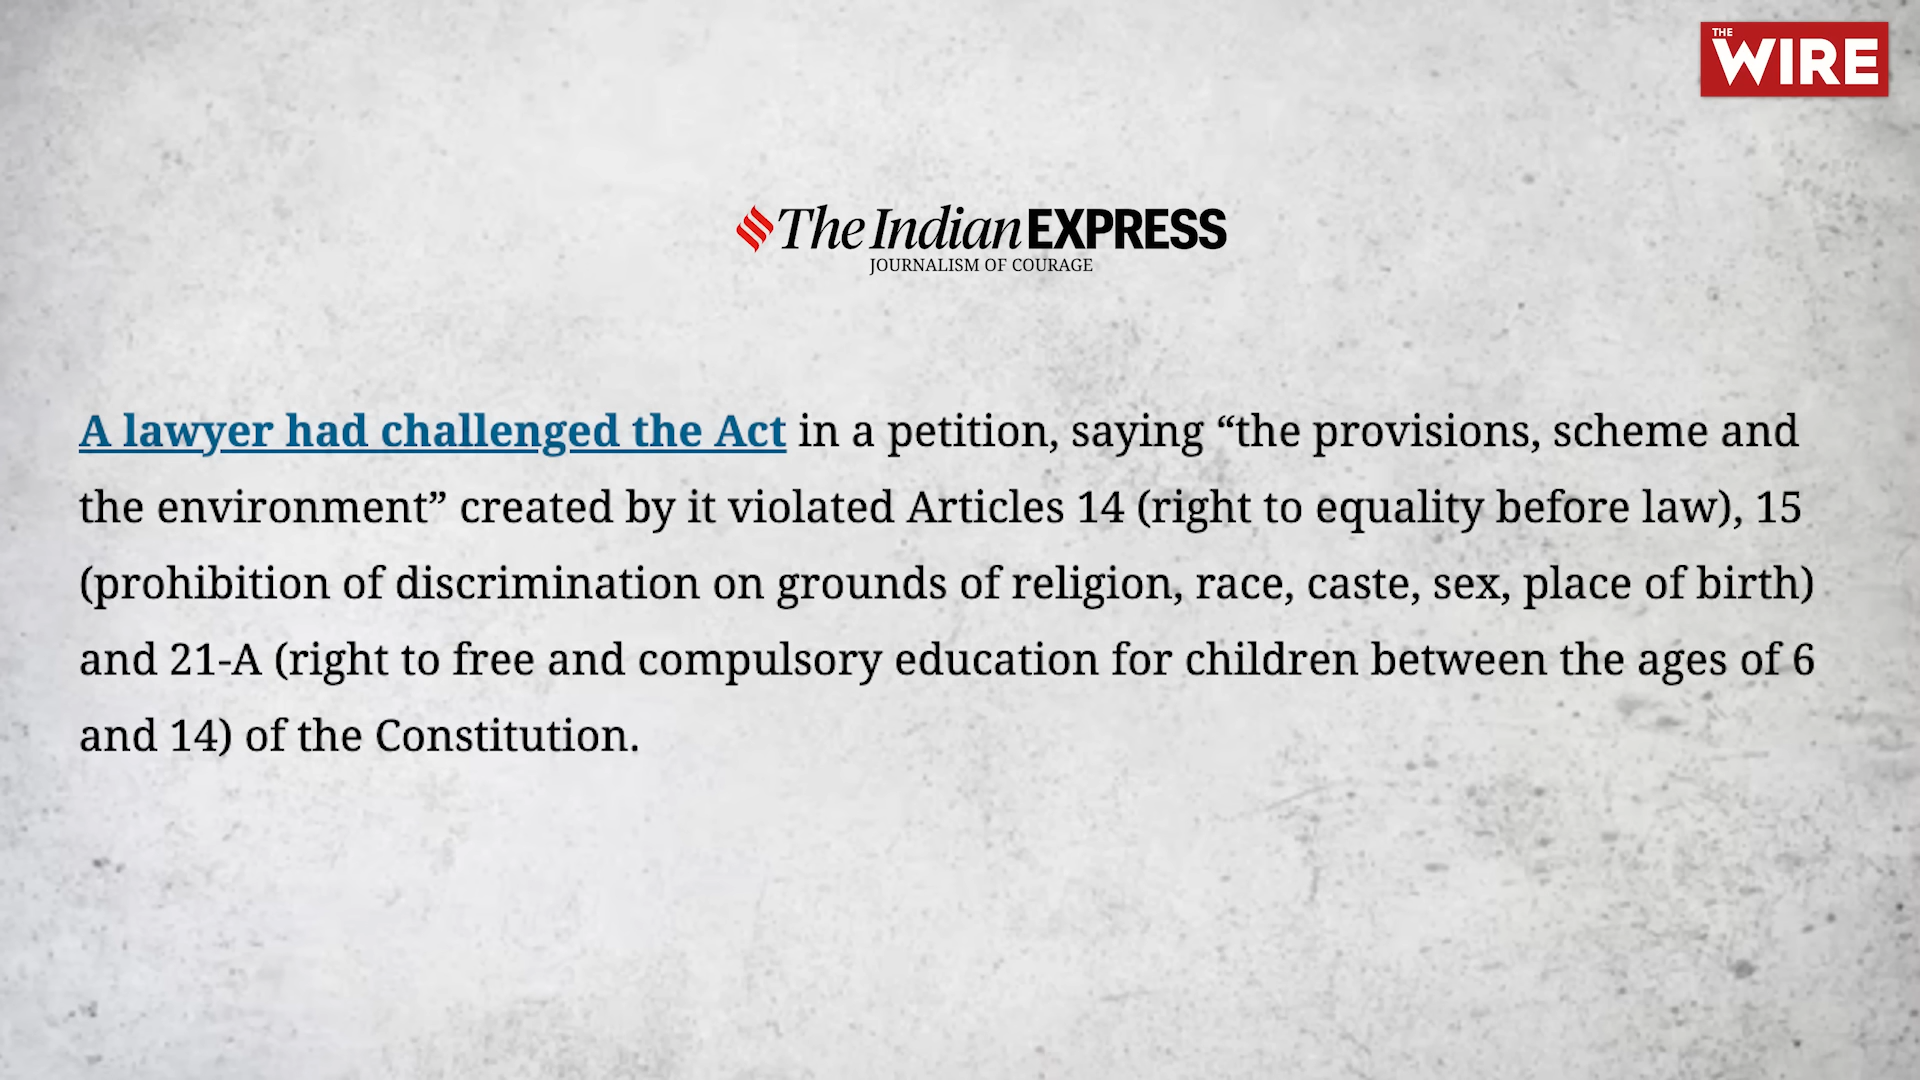 THE
WIRE
The Indian EXPRESS
JOURNALISM OF COURAGE
A lawyer had challenged the Act in a petition, saying “the provisions, scheme and
the environment” created by it violated Articles 14 (right to equality before law), 15
(prohibition of discrimination on grounds of religion, race, caste, sex, place of birth)
and 21-A (right to free and compulsory education for children between the ages of 6
and 14) of the Constitution.